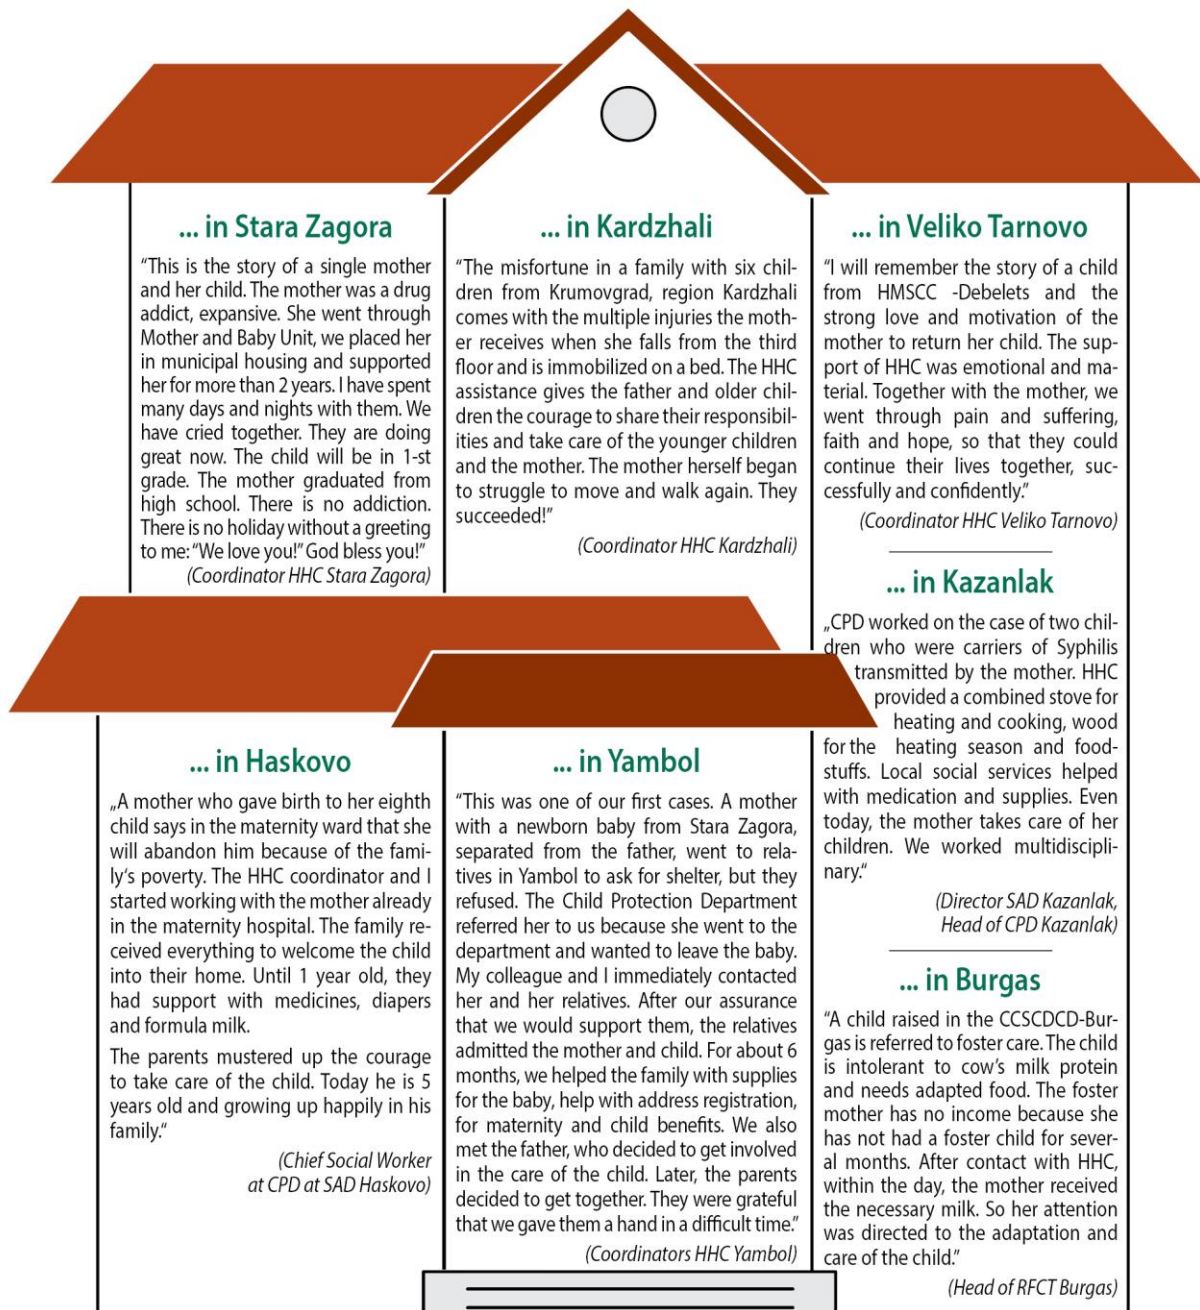 ... in Stara Zagora
“This is the story of a single mother
and her child. The mother was a drug
addict, expansive. She went through
Mother and Baby Unit, we placed her
in municipal housing and supported
her for more than 2 years. I have spent
many days and nights with them. We
have cried together. They are doing
great now. The child will be in 1-st
grade. The mother graduated from
high school. There is no addiction.
There is no holiday without a greeting
to me: “We love you!” God bless you!”
(Coordinator HHC Stara Zagora)
... in Kardzhali
“The misfortune in a family with six chil-
dren from Krumovgrad, region Kardzhali
comes with the multiple injuries the moth-
er receives when she falls from the third
floor and is immobilized on a bed. The HHC
assistance gives the father and older chil-
dren the courage to share their responsibil-
ities and take care of the younger children
and the mother. The mother herself began
to struggle to move and walk again. They
succeeded!”
(Coordinator HHC Kardzhali)
... in Veliko Tarnovo
“I will remember the story of a child
from HMSCC -Debelets and the
strong love and motivation of the
mother to return her child. The sup-
port of HHC was emotional and ma-
terial. Together with the mother, we
went through pain and suffering,
faith and hope, so that they could
continue their lives together, suc-
cessfully and confidently.”
(Coordinator HHC Veliko Tarnovo)
... in Kazanlak
„CPD worked on the case of two chil-
dren who were carriers of Syphilis
transmitted by the mother. HHC
provided a combined stove for
heating and cooking, wood
for the heating season and food-
stuffs. Local social services helped
with medication and supplies. Even
today, the mother takes care of her
children. We worked multidiscipli-
nary.“
(Director SAD Kazanlak,
Head of CPD Kazanlak)
... in Burgas
“A child raised in the CCSCDCD-Bur-
gas is referred to foster care. The child
is intolerant to cow’s milk protein
and needs adapted food. The foster
mother has no income because she
has not had a foster child for sever-
al months. After contact with HHC,
within the day, the mother received
the necessary milk. So her attention
was directed to the adaptation and
care of the child.”
(Head of RFCT Burgas)
... in Haskovo
„A mother who gave birth to her eighth
child says in the maternity ward that she
will abandon him because of the fami-
ly’s poverty. The HHC coordinator and I
started working with the mother already
in the maternity hospital. The family re-
ceived everything to welcome the child
into their home. Until 1 year old, they
had support with medicines, diapers
and formula milk.
The parents mustered up the courage
to take care of the child. Today he is 5
years old and growing up happily in his
family.“
(Chief Social Worker
at CPD at SAD Haskovo)
... in Yambol
“This was one of our first cases. A mother
with a newborn baby from Stara Zagora,
separated from the father, went to rela-
tives in Yambol to ask for shelter, but they
refused. The Child Protection Department
referred her to us because she went to the
department and wanted to leave the baby.
My colleague and I immediately contacted
her and her relatives. After our assurance
that we would support them, the relatives
admitted the mother and child. For about 6
months, we helped the family with supplies
for the baby, help with address registration,
for maternity and child benefits. We also
met the father, who decided to get involved
in the care of the child. Later, the parents
decided to get together. They were grateful
that we gave them a hand in a difficult time.”
(Coordinators HHC Yambol)